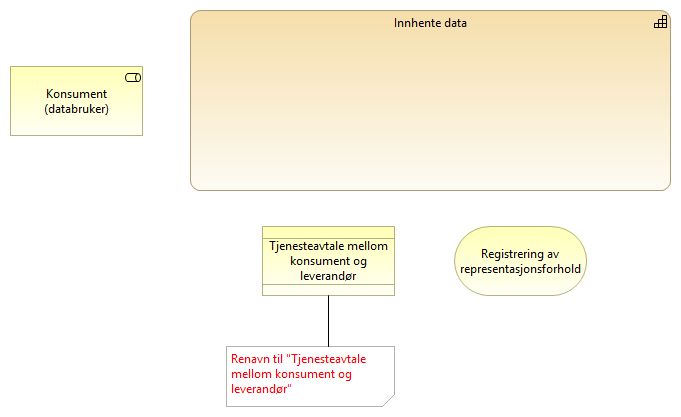 Innhente data
Konsument
(databruker)
Tjenesteavtale mellom
konsument og
leverandør
Registrering av
representasjonsforhold
Renavn til "Tjenesteavtale
mellom konsument og
leverandør"